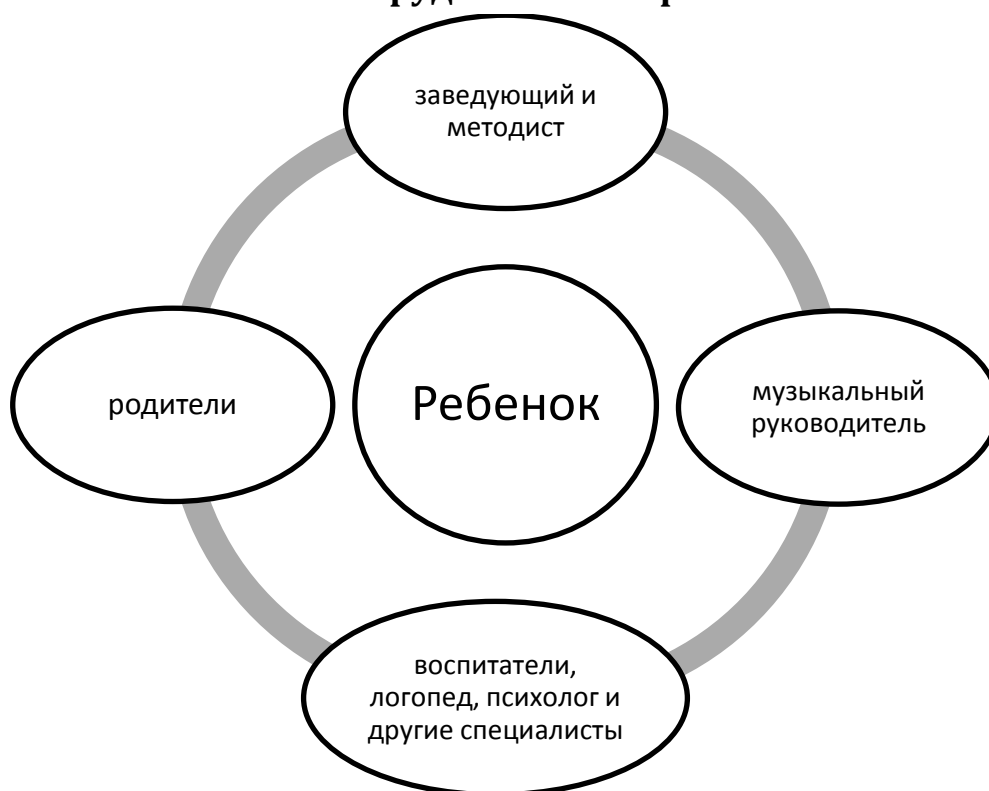 заведующий и
методист
родители
Ребенок
музыкальный
руководитель
воспитатели,
логопед, психолог и
другие специалисты